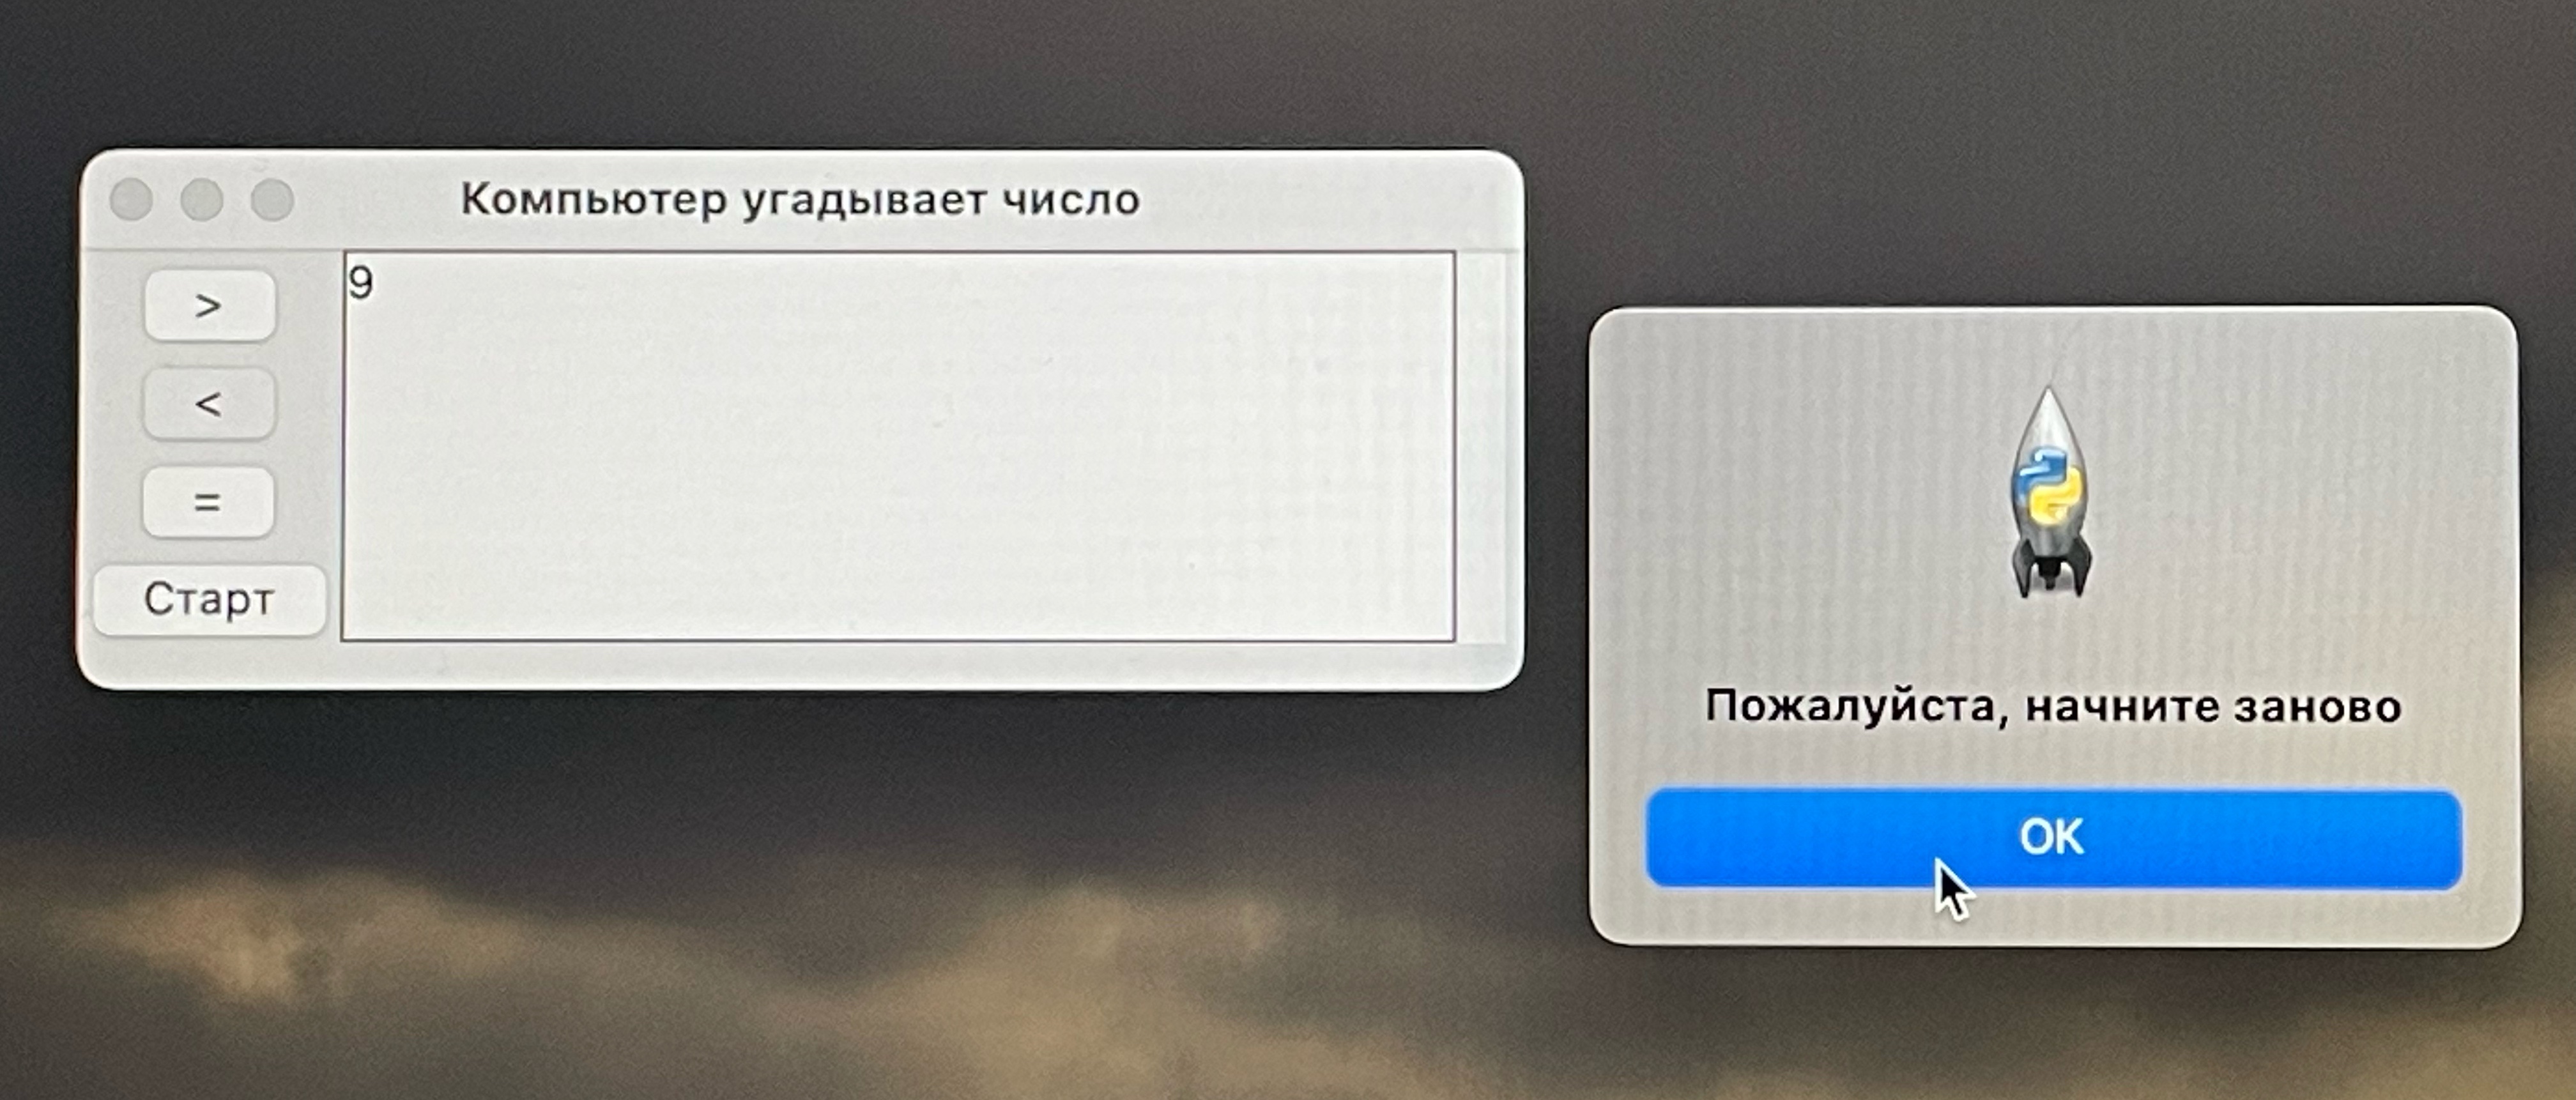 Компьютер угадывает число
>
9
<
=
Старт
Пожалуйста, начните заново
OK